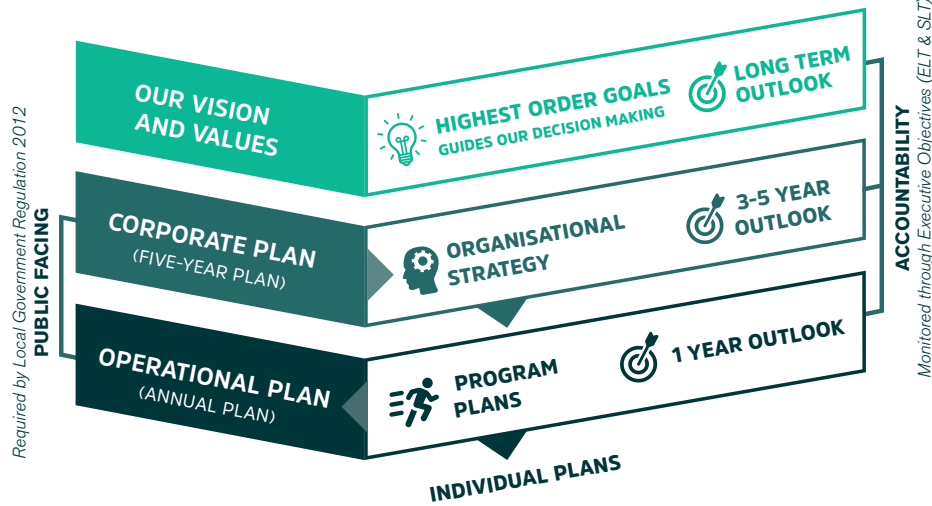 Required by Local Government Regulation 2012
PUBLIC FACING
OUR VISION
AND VALUES
HIGHEST ORDER GOALS
GUIDES OUR DECISION MAKING
LONG TERM
OUTLOOK
CORPORATE PLAN
(FIVE-YEAR PLAN)
ORGANISATIONAL
STRATEGY
3-5 YEAR
OUTLOOK
OPERATIONAL PLAN
(ANNUAL PLAN)
PROGRAM
PLANS
1 YEAR OUTLOOK
INDIVIDUAL PLANS
ACCOUNTABILITY
Monitored through Executive Objectives (ELT & SLT)